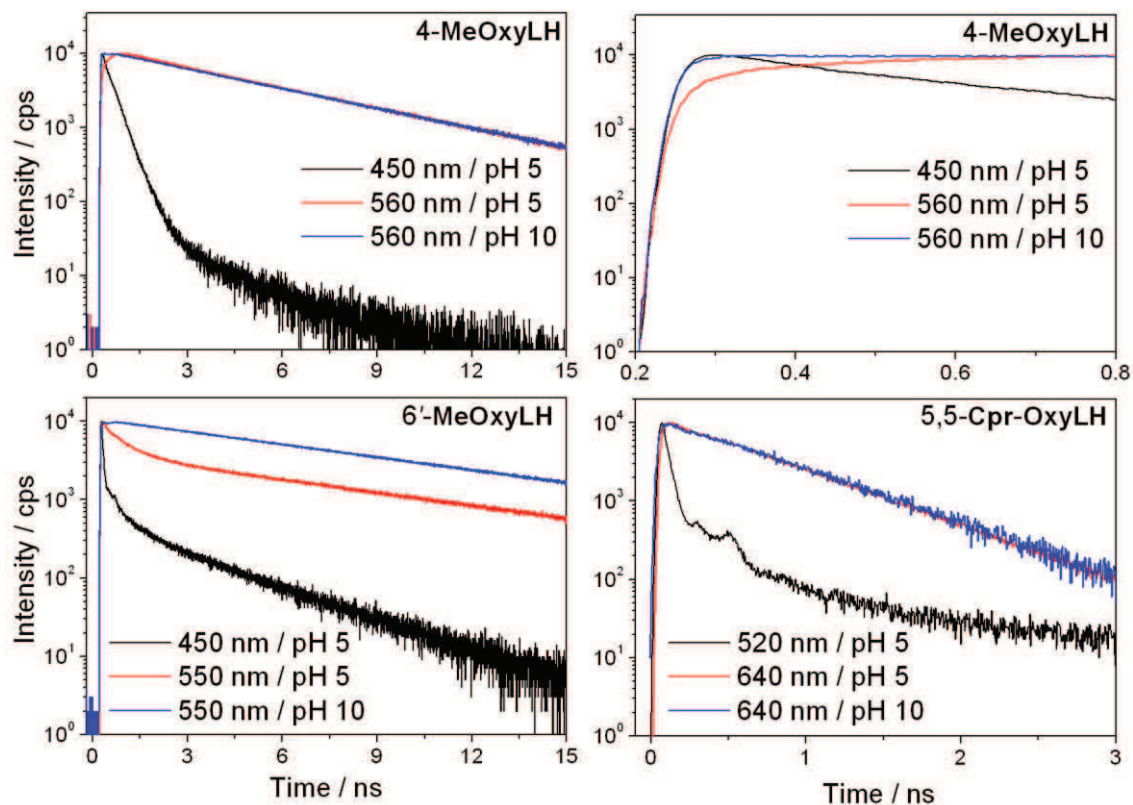 4-MeOxyLH
Intensity / cps
10⁴
10³
10²
10¹
10⁰
450 nm / pH 5
560 nm / pH 5
560 nm / pH 10
0 3 6 9 12 15
4-MeOxyLH
10⁴
10³
10²
10¹
10⁰
450 nm / pH 5
560 nm / pH 5
560 nm / pH 10
0.2 0.4 0.6 0.8
6′-MeOxyLH
Intensity / cps
10⁴
10³
10²
10¹
10⁰
450 nm / pH 5
550 nm / pH 5
550 nm / pH 10
0 3 6 9 12 15
Time / ns
5,5-Cpr-OxyLH
10⁴
10³
10²
10¹
10⁰
520 nm / pH 5
640 nm / pH 5
640 nm / pH 10
0 1 2 3
Time / ns